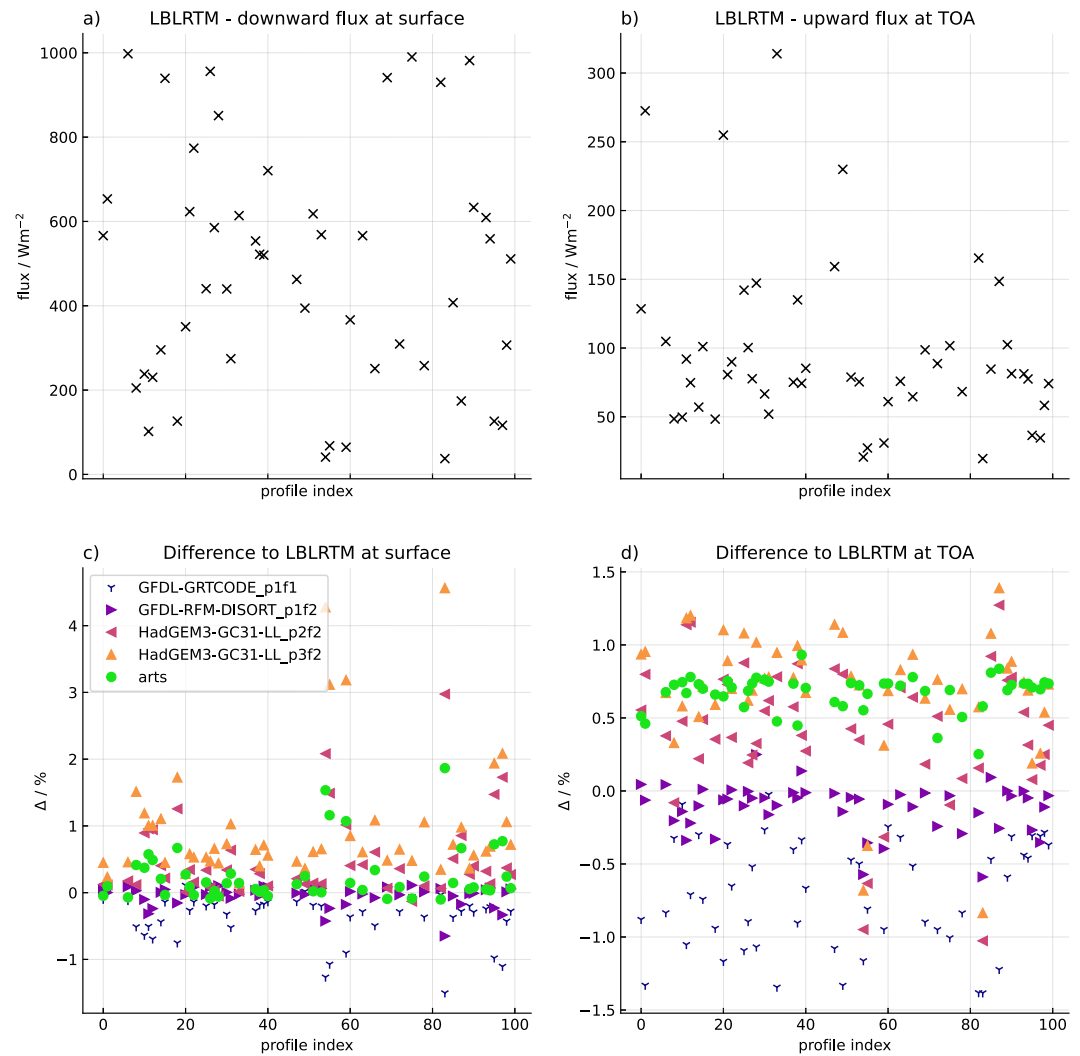 a) LBLRTM - downward flux at surface
1000
800
600
400
200
0
flux / Wm⁻²
profile index
b) LBLRTM - upward flux at TOA
300
250
200
150
100
50
flux / Wm⁻²
profile index
c) Difference to LBLRTM at surface
GFDL-GRTCODE_p1f1
GFDL-RFM-DISORT_p1f2
HadGEM3-GC31-LL_p2f2
HadGEM3-GC31-LL_p3f2
arts
4
3
2
1
0
−1
Δ / %
0 20 40 60 80 100
profile index
d) Difference to LBLRTM at TOA
1.5
1.0
0.5
0.0
−0.5
−1.0
−1.5
Δ / %
0 20 40 60 80 100
profile index